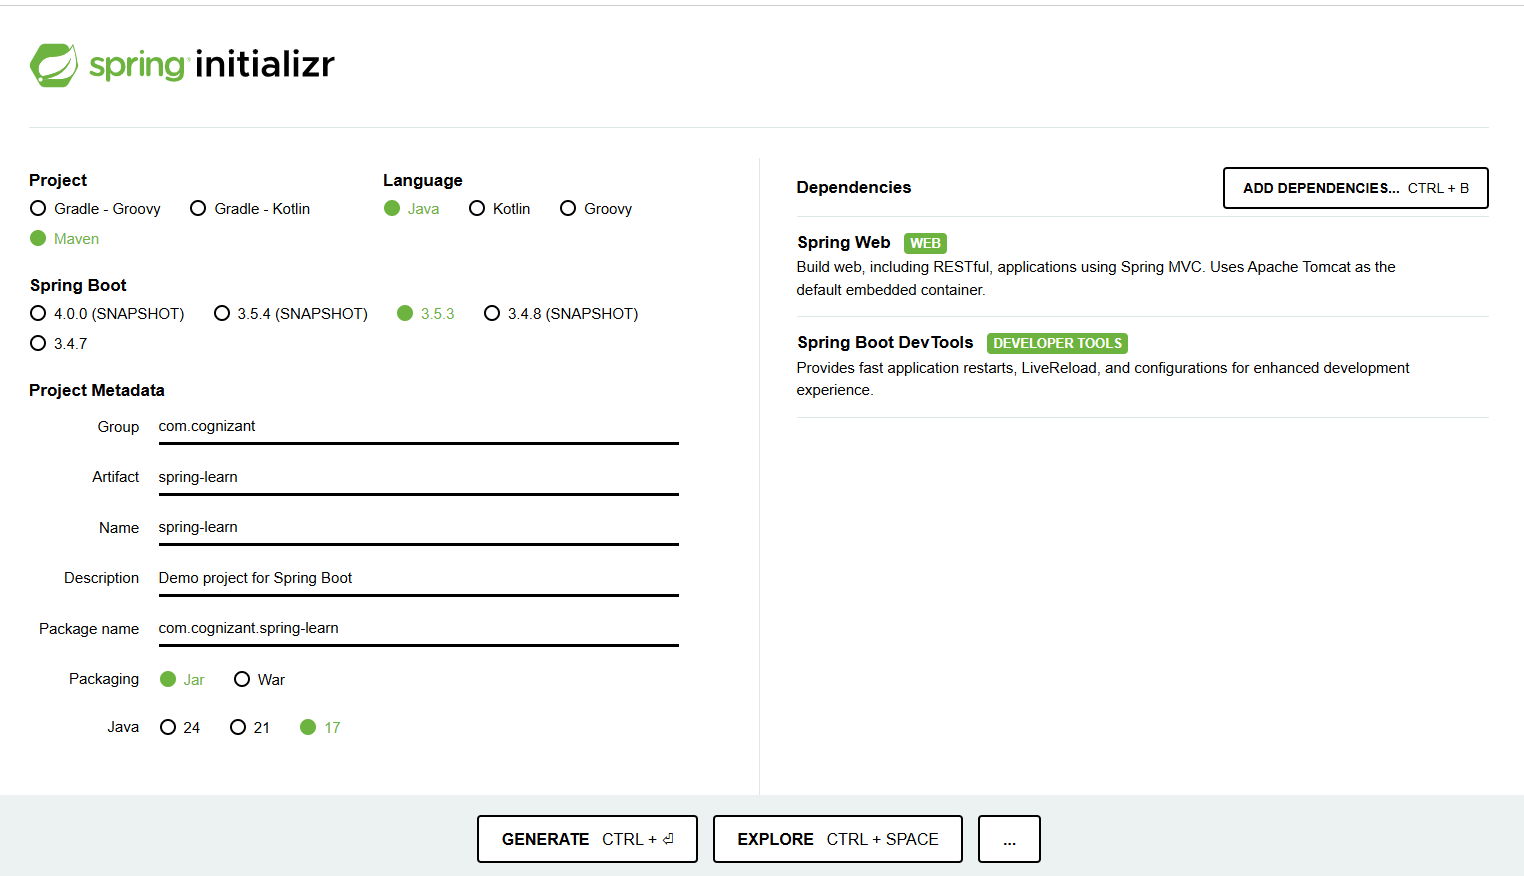 spring initializr
Project
Gradle - Groovy Gradle - Kotlin
Maven
Language
Java Kotlin Groovy
Spring Boot
4.0.0 (SNAPSHOT) 3.5.4 (SNAPSHOT) 3.5.3 3.4.8 (SNAPSHOT)
3.4.7
Project Metadata
Group com.cognizant
Artifact spring-learn
Name spring-learn
Description Demo project for Spring Boot
Package name com.cognizant.spring-learn
Packaging Jar War
Java 24 21 17
Dependencies ADD DEPENDENCIES... CTRL + B
Spring Web WEB
Build web, including RESTful, applications using Spring MVC. Uses Apache Tomcat as the
default embedded container.
Spring Boot DevTools DEVELOPER TOOLS
Provides fast application restarts, LiveReload, and configurations for enhanced development
experience.
GENERATE CTRL + ⏎ EXPLORE CTRL + SPACE ...